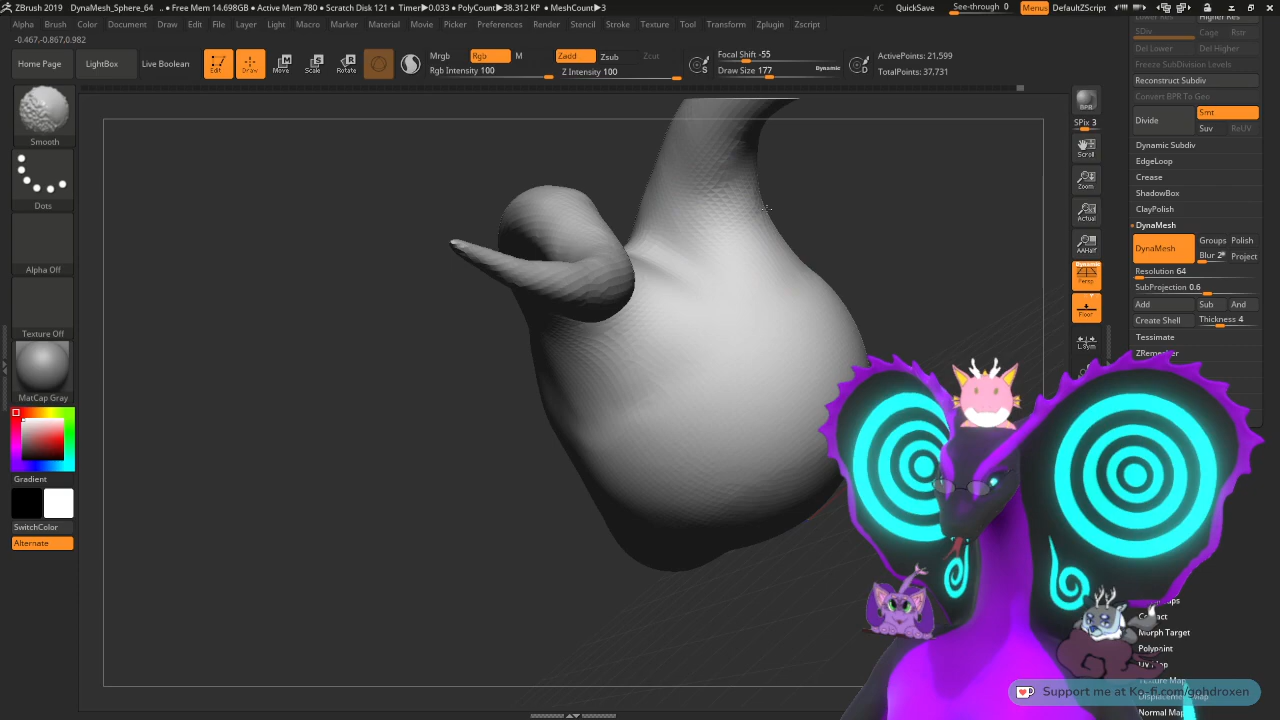 ZBrush 2019 DynaMesh_Sphere_64 • Free Mem 14.698GB • Active Mem 780 • Scratch Disk 121 • Timer▶0.033 • PolyCount▶38.312 KP • MeshCount▶3 AC QuickSave See-through 0 Menus DefaultZScript
Alpha Brush Color Document Draw Edit File Layer Light Macro Marker Material Movie Picker Preferences Render Stencil Stroke Texture Tool Transform Zplugin Zscript
-0.467,-0.867,0.982
Home Page LightBox Live Boolean Edit Draw Move Scale Rotate
Mrgb Rgb M Zadd Zsub Zcut
Rgb Intensity 100 Z Intensity 100
Focal Shift -55
Draw Size 177 Dynamic
ActivePoints: 21,599
TotalPoints: 37,731
Smooth
Dots
Alpha Off
Texture Off
MatCap Gray
Gradient
SwitchColor
Alternate
BPR
SPix 3
Scroll
Zoom
Actual
AAHalf
Dynamic
Persp
Floor
L.Sym
Lower Res Higher Res
SDiv Cage Rstr
Del Lower Del Higher
Freeze SubDivision Levels
Reconstruct Subdiv
Convert BPR To Geo
Divide Smt
Suv ReUV
Dynamic Subdiv
EdgeLoop
Crease
ShadowBox
ClayPolish
DynaMesh
DynaMesh Groups Polish
Blur 2 Project
Resolution 64
SubProjection 0.6
Add Sub And
Create Shell Thickness 4
Tessimate
ZRemesher
Morph Target
Polypaint
UV Map
Texture Map
Displacement Map
Normal Map
Support me at Ko-fi.com/gohdroxen